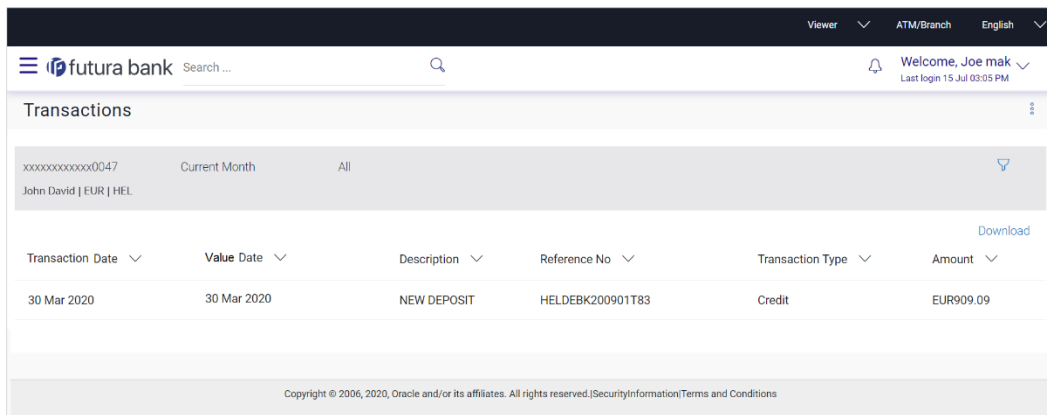 Viewer ATM/Branch English
futura bank Search ... Welcome, Joe mak
Last login 15 Jul 03:05 PM
Transactions
xxxxxxxxxxxx0047 Current Month All
John David | EUR | HEL
Download
Transaction Date Value Date Description Reference No Transaction Type Amount
30 Mar 2020 30 Mar 2020 NEW DEPOSIT HELDEBK200901T83 Credit EUR909.09
Copyright © 2006, 2020, Oracle and/or its affiliates. All rights reserved.|SecurityInformation|Terms and Conditions